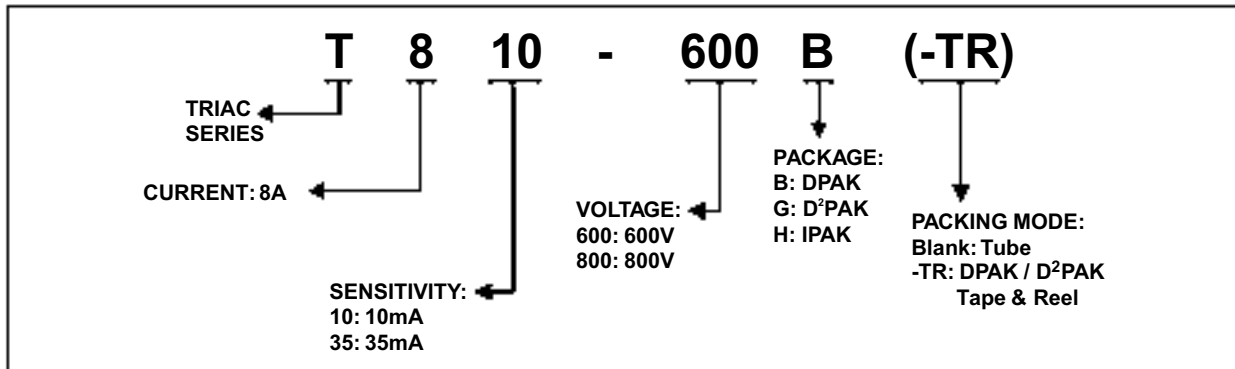 T 8 10 - 600 B (-TR)
TRIAC
SERIES
CURRENT: 8A
SENSITIVITY:
10: 10mA
35: 35mA
VOLTAGE:
600: 600V
800: 800V
PACKAGE:
B: DPAK
G: D²PAK
H: IPAK
PACKING MODE:
Blank: Tube
-TR: DPAK / D²PAK
Tape & Reel